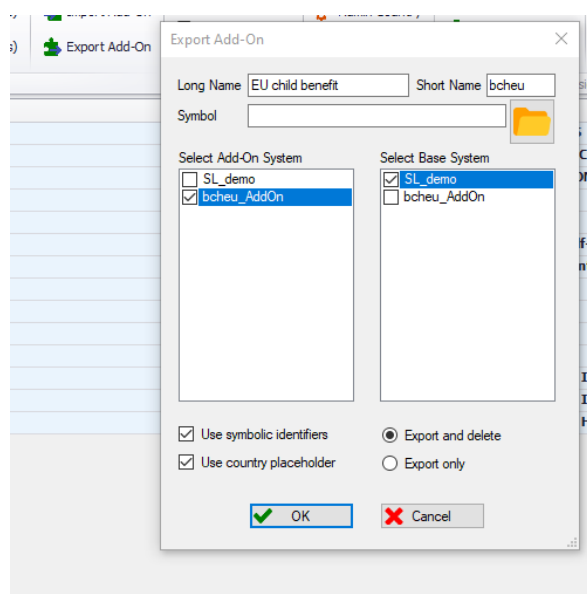 Export Add-On
Export Add-On
Long Name EU child benefit Short Name bcheu
Symbol
Select Add-On System Select Base System
SL_demo SL_demo
bcheu_AddOn bcheu_AddOn
Use symbolic identifiers Export and delete
Use country placeholder Export only
OK Cancel